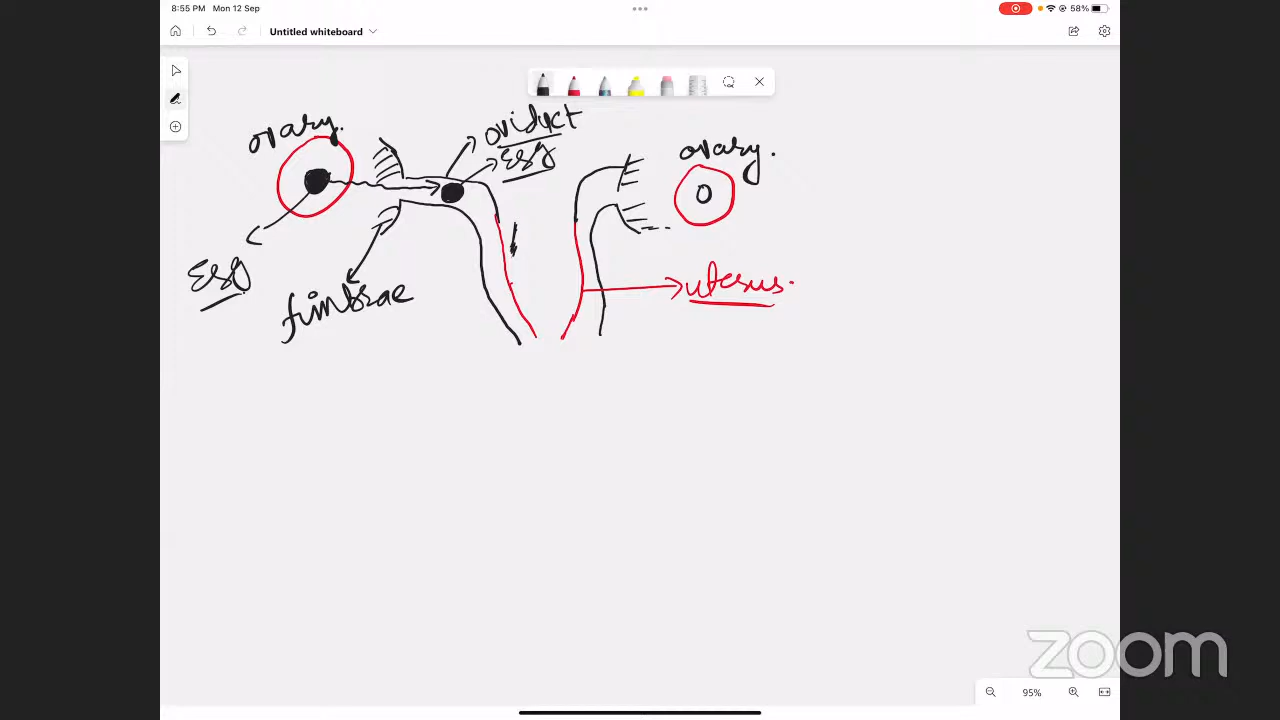 8:55 PM Mon 12 Sep
58%
Untitled whiteboard
ovary.
oviduct
Egg
ovary.
Egg
fimbrae
uterus.
zoom
95%